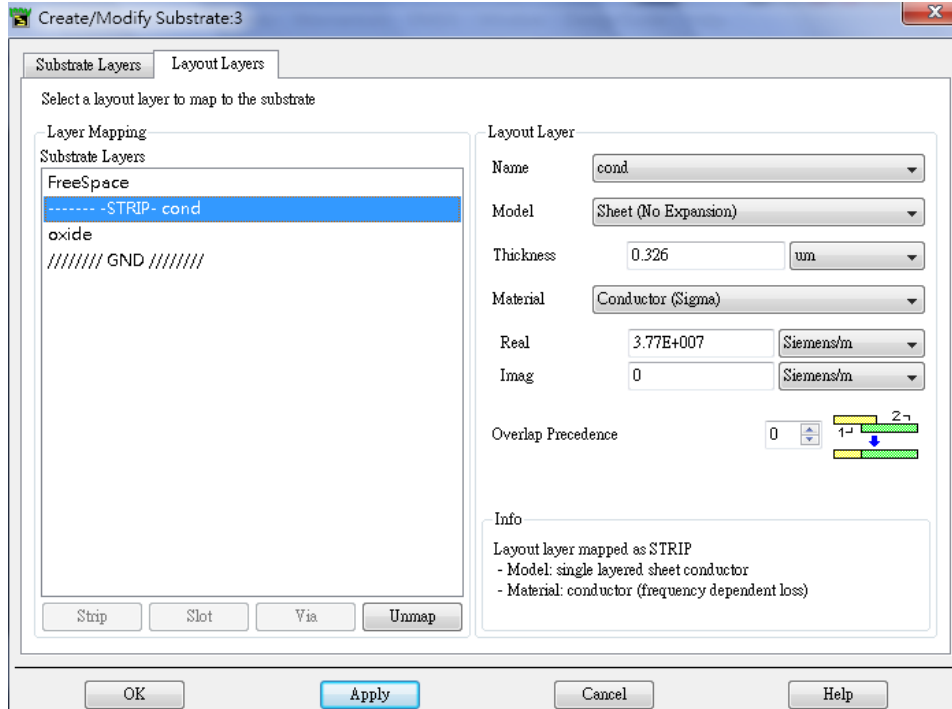 Create/Modify Substrate:3
Substrate Layers
Layout Layers
Select a layout layer to map to the substrate
Layer Mapping
Substrate Layers
FreeSpace
------- -STRIP- cond
oxide
//////// GND ////////
Strip
Slot
Via
Unmap
Layout Layer
Name
cond
Model
Sheet (No Expansion)
Thickness
0.326
um
Material
Conductor (Sigma)
Real
3.77E+007
Siemens/m
Imag
0
Siemens/m
Overlap Precedence
0
1
2
Info
Layout layer mapped as STRIP
- Model: single layered sheet conductor
- Material: conductor (frequency dependent loss)
OK
Apply
Cancel
Help